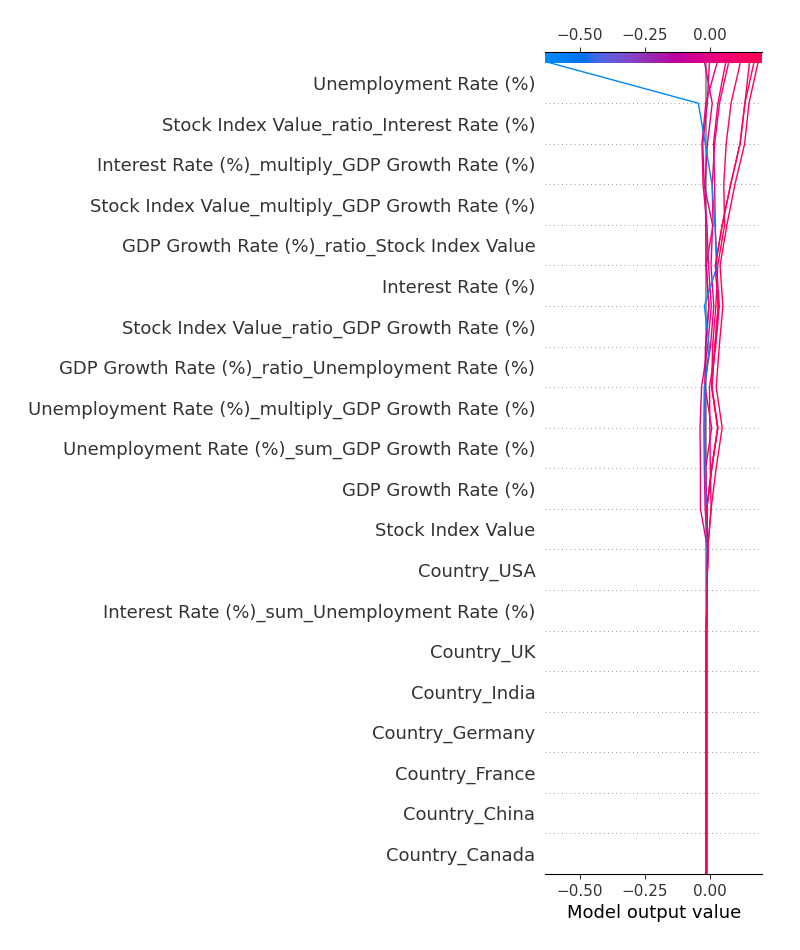 −0.50 −0.25 0.00
Unemployment Rate (%)
Stock Index Value_ratio_Interest Rate (%)
Interest Rate (%)_multiply_GDP Growth Rate (%)
Stock Index Value_multiply_GDP Growth Rate (%)
GDP Growth Rate (%)_ratio_Stock Index Value
Interest Rate (%)
Stock Index Value_ratio_GDP Growth Rate (%)
GDP Growth Rate (%)_ratio_Unemployment Rate (%)
Unemployment Rate (%)_multiply_GDP Growth Rate (%)
Unemployment Rate (%)_sum_GDP Growth Rate (%)
GDP Growth Rate (%)
Stock Index Value
Country_USA
Interest Rate (%)_sum_Unemployment Rate (%)
Country_UK
Country_India
Country_Germany
Country_France
Country_China
Country_Canada
−0.50 −0.25 0.00
Model output value